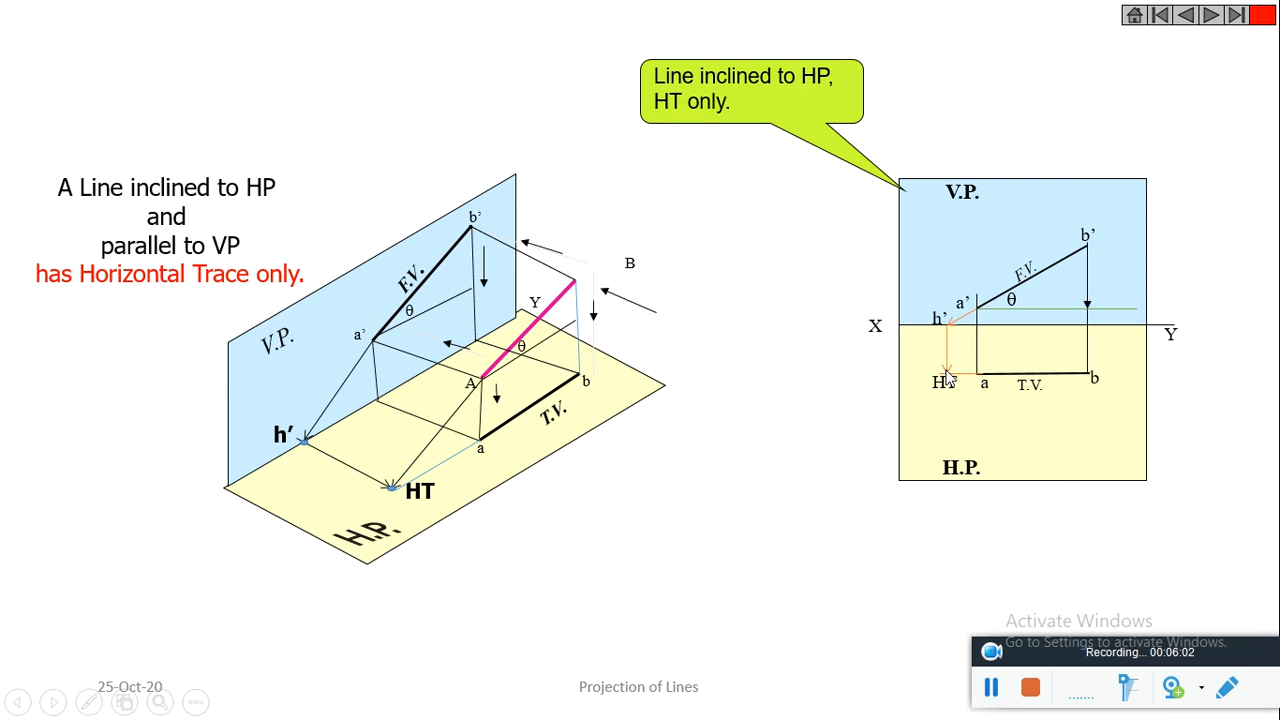 Line inclined to HP,
HT only.
A Line inclined to HP
and
parallel to VP
has Horizontal Trace only.
V.P.
b’
F.V.
θ
a’
Y
B
θ
A
b
T.V.
a
h’
HT
H.P.
V.P.
b’
F.V.
a’
θ
h’
X
Y
HT
a
T.V.
b
H.P.
Activate Windows
Go to Settings to activate Windows.
Recording... 00:06:02
25-Oct-20
Projection of Lines